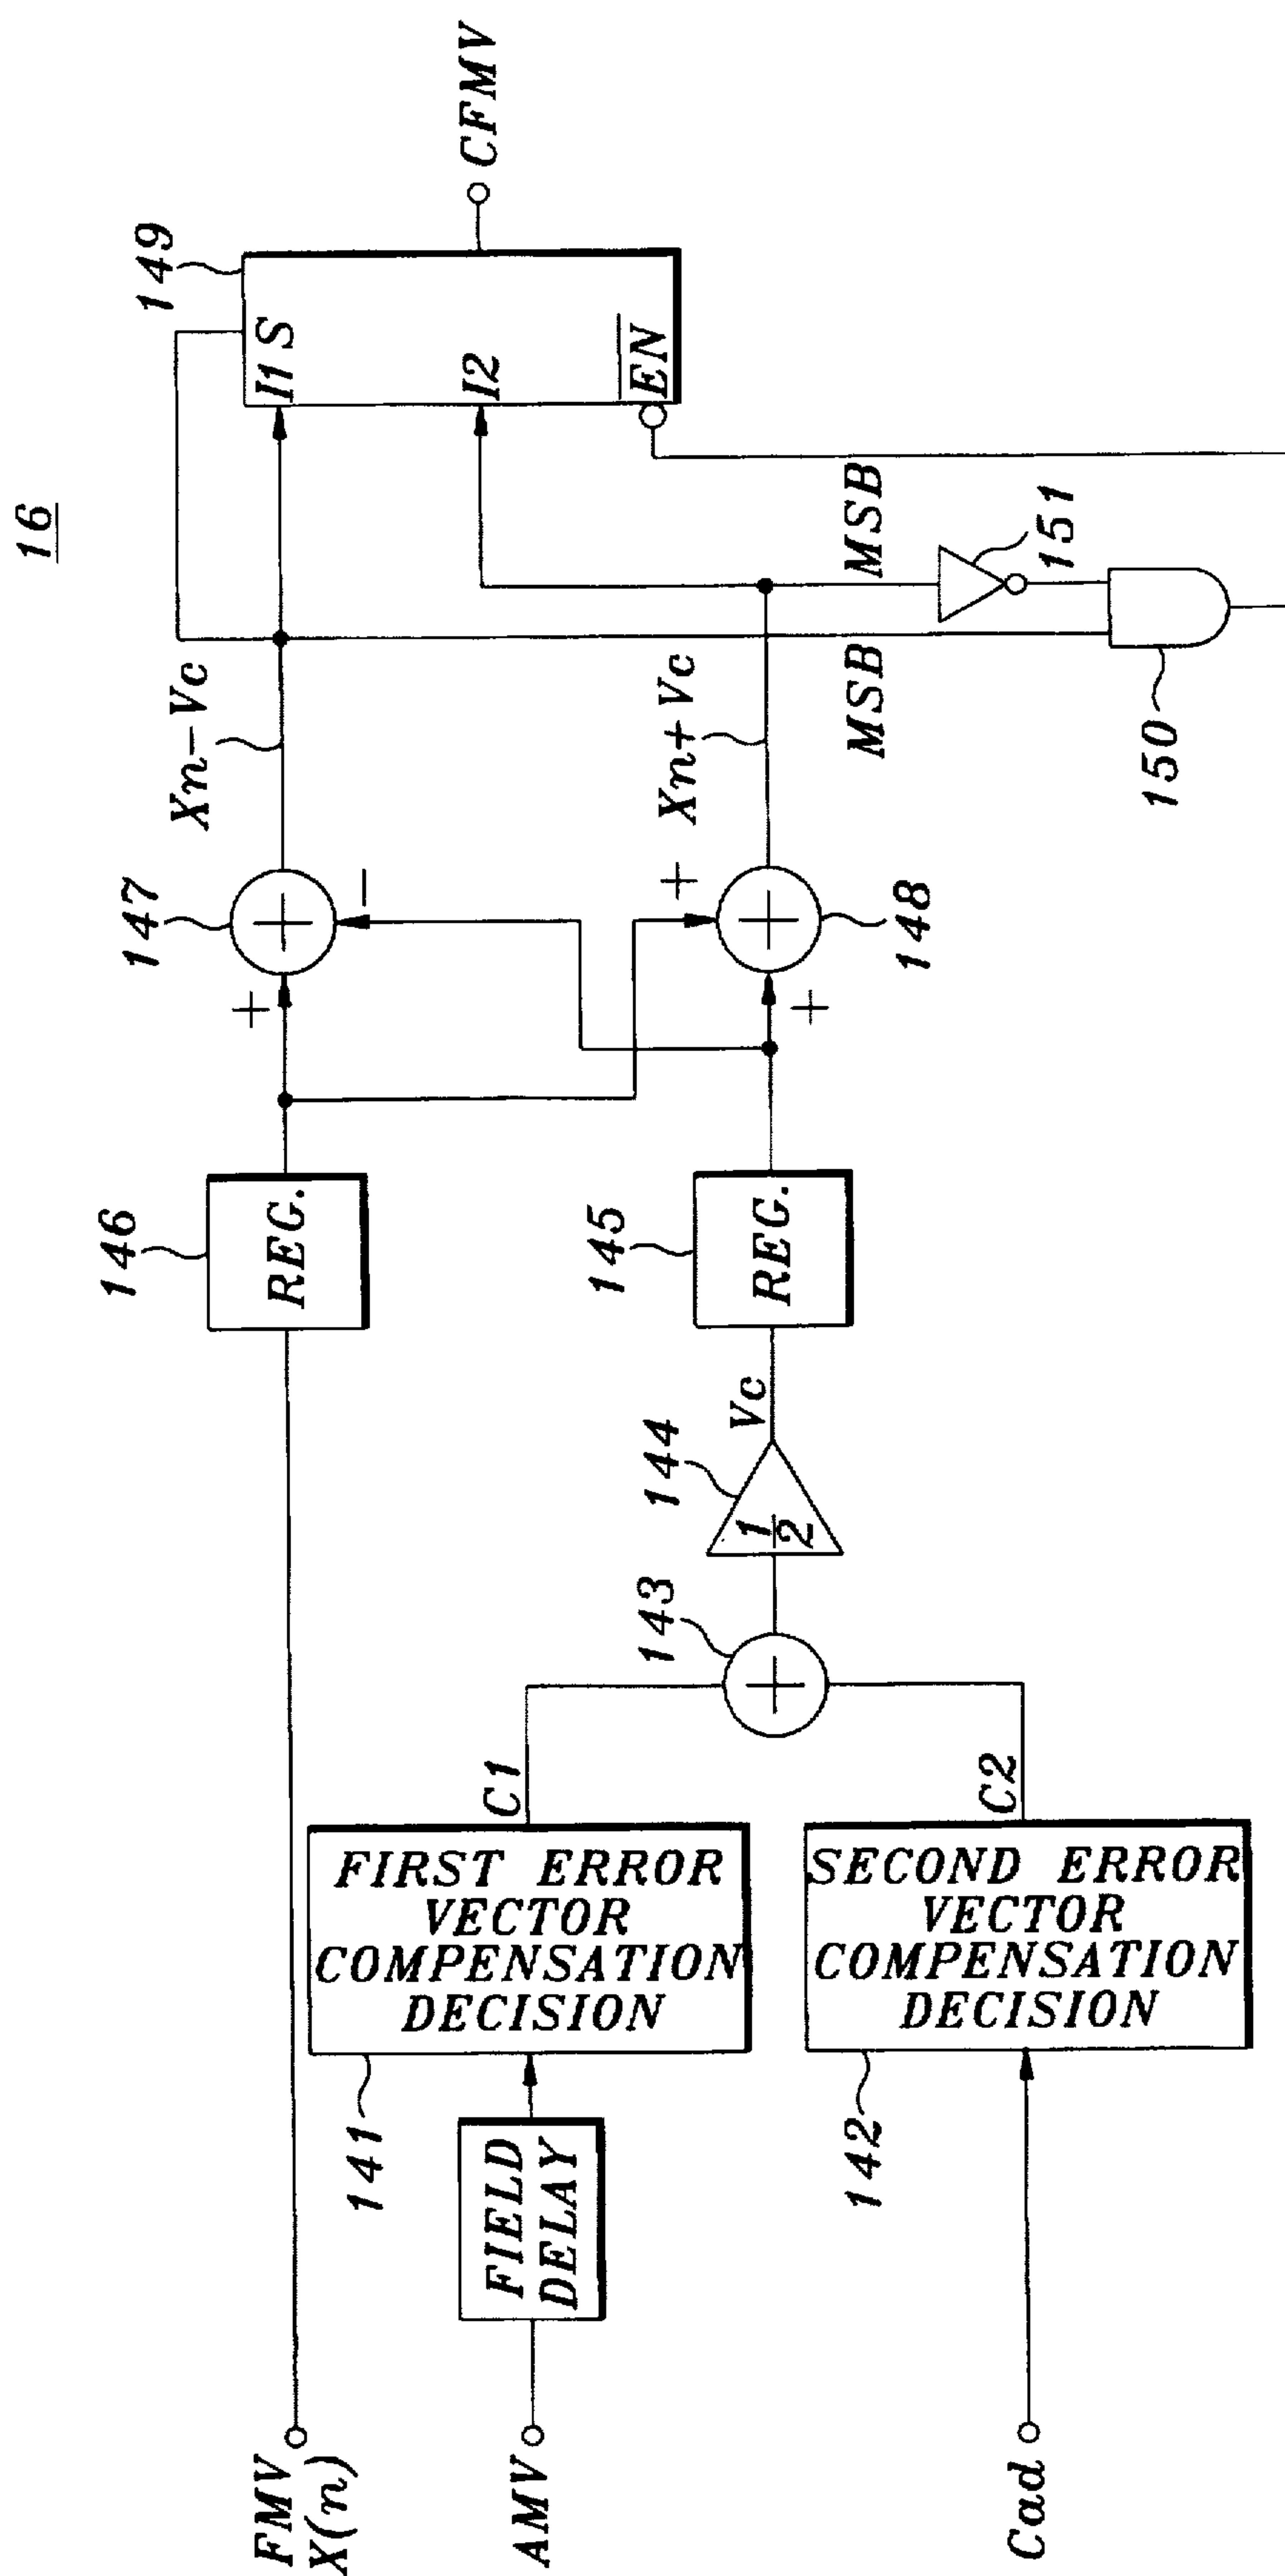 16
FMV
X(n)
AMV
Cad
FIELD
DELAY
141
FIRST ERROR
VECTOR
COMPENSATION
DECISION
C1
142
SECOND ERROR
VECTOR
COMPENSATION
DECISION
C2
143
144
1/2
Vc
145
REG.
146
REG.
147
+
−
+
Xn−Vc
148
+
+
+
Xn+Vc
MSB
MSB
150
151
149
I1 S
I2
EN
CFMV